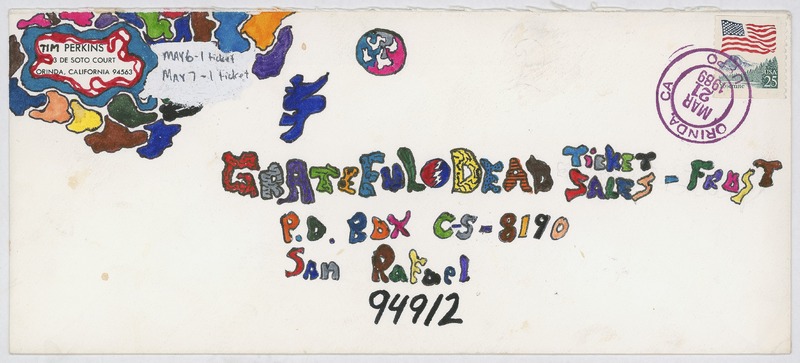 TIM PERKINS
3 DE SOTO COURT
ORINDA, CALIFORNIA 94563
MAY 6-1 ticket
MAY 7-1 ticket
ORINDA, CA
MAR
21
1989
USA
25
GRATEFUL DEAD TICKET
SALES - FROST
P.O. BOX C-S-8190
SAN RafaeL
94912